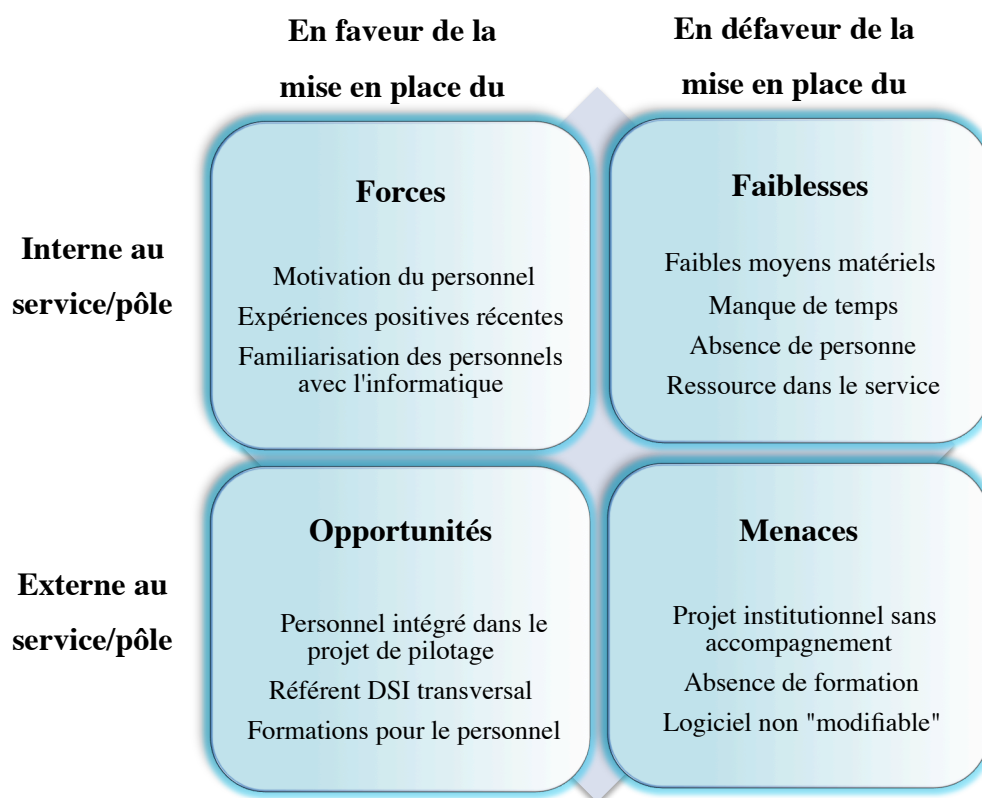 En faveur de la
mise en place du
En défaveur de la
mise en place du
Interne au
service/pôle
Forces
Motivation du personnel
Expériences positives récentes
Familiarisation des personnels
avec l'informatique
Faiblesses
Faibles moyens matériels
Manque de temps
Absence de personne
Ressource dans le service
Externe au
service/pôle
Opportunités
Personnel intégré dans le
projet de pilotage
Référent DSI transversal
Formations pour le personnel
Menaces
Projet institutionnel sans
accompagnement
Absence de formation
Logiciel non "modifiable"